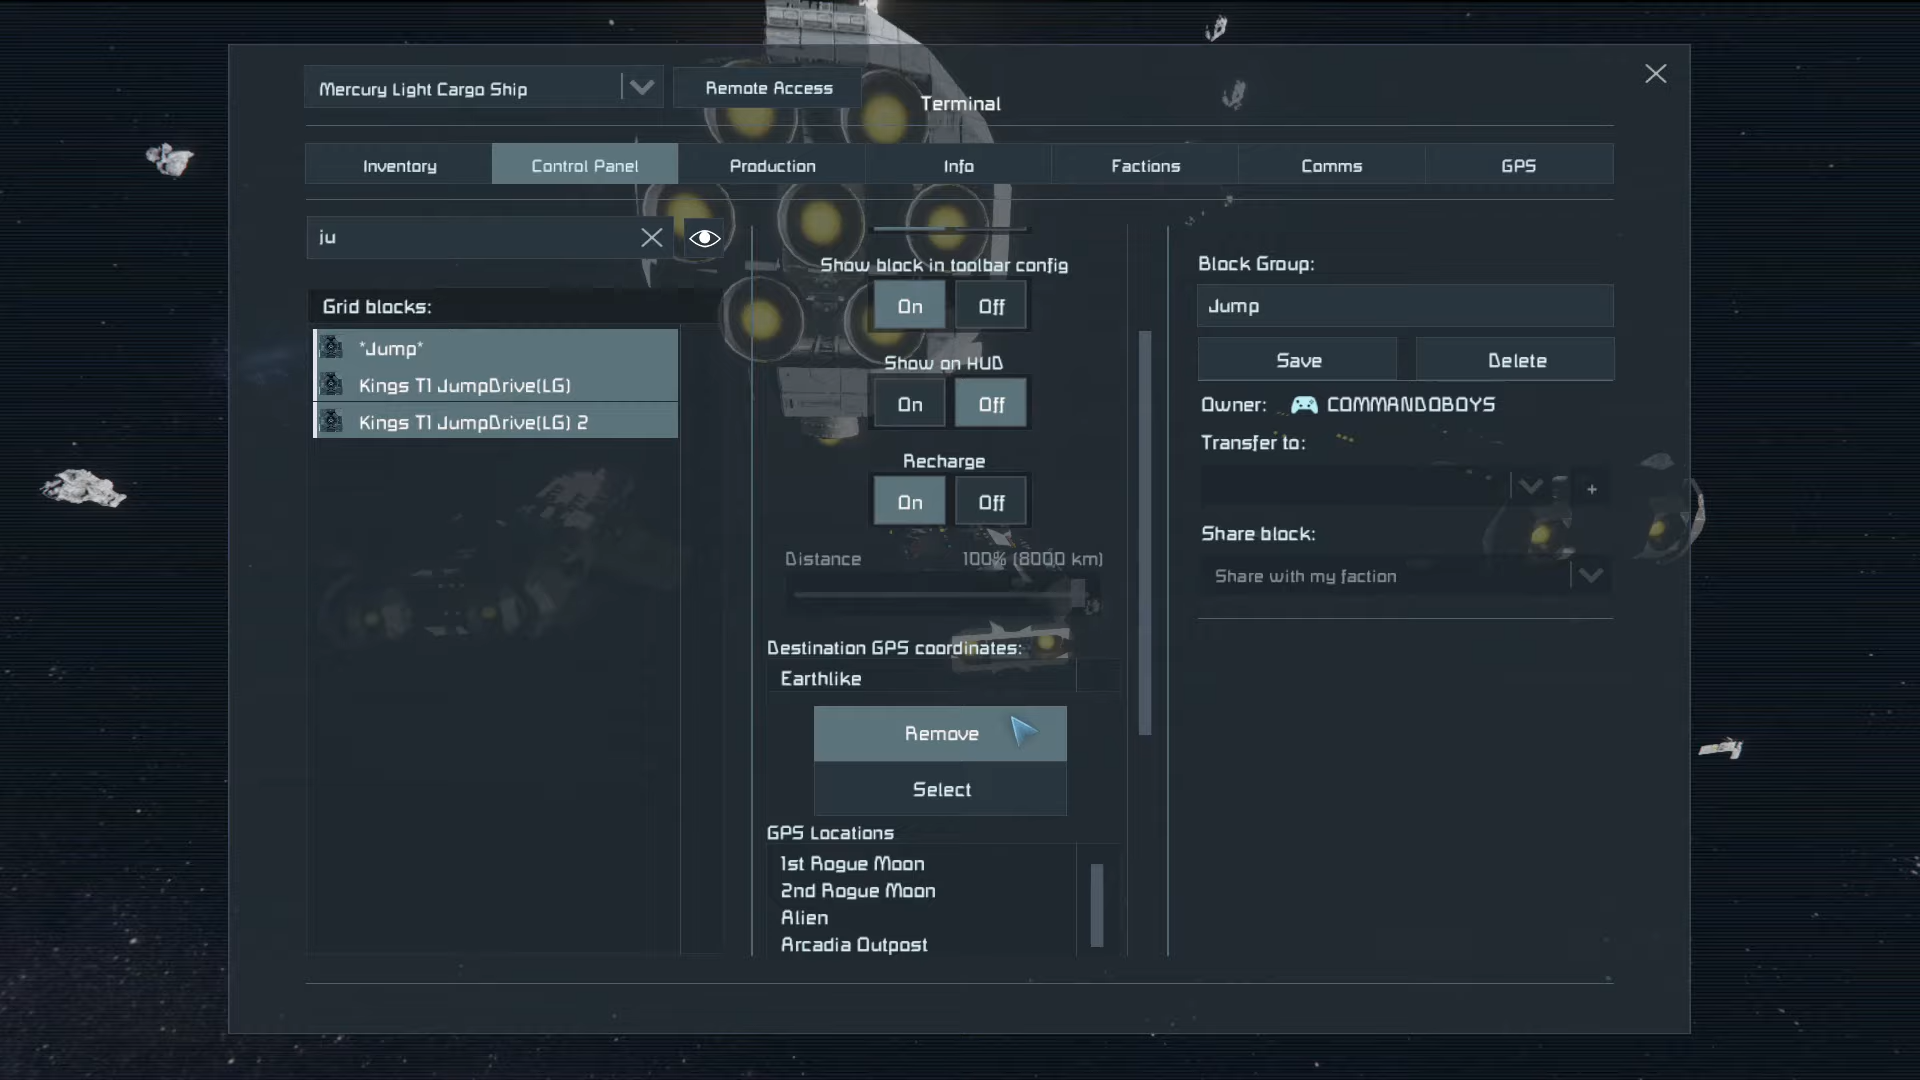 Mercury Light Cargo Ship
Remote Access
Terminal
Inventory
Control Panel
Production
Info
Factions
Comms
GPS
ju
Grid blocks:
*Jump*
Kings T1 JumpDrive(LG)
Kings T1 JumpDrive(LG) 2
Show block in toolbar config
On
Off
Show on HUD
On
Off
Recharge
On
Off
Distance
100% (8000 km)
Destination GPS coordinates:
Earthlike
Remove
Select
GPS Locations
1st Rogue Moon
2nd Rogue Moon
Alien
Arcadia Outpost
Block Group:
Jump
Save
Delete
Owner: COMMANDOBOYS
Transfer to:
+
Share block:
Share with my faction